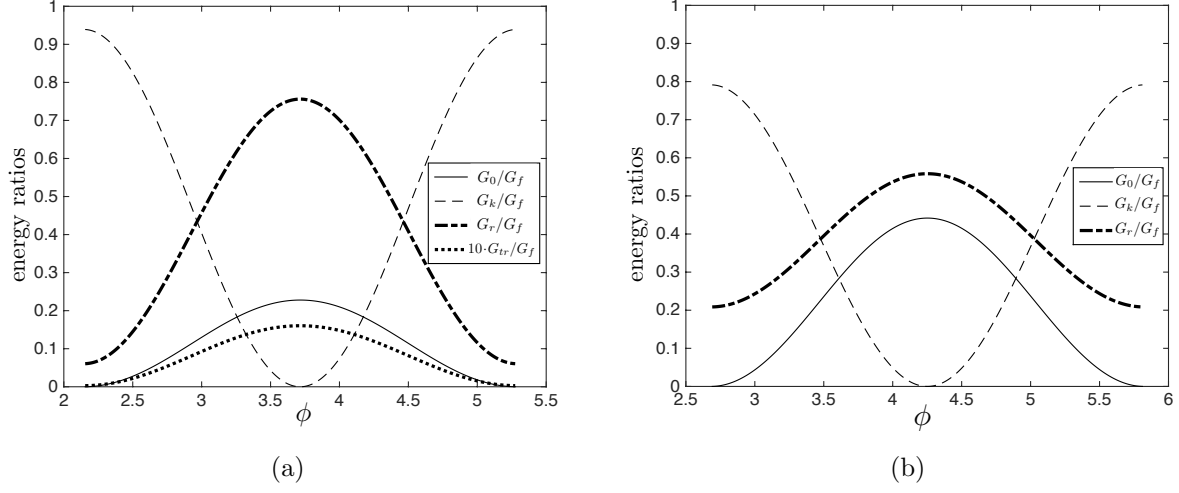 1
0.9
0.8
0.7
0.6
0.5
0.4
0.3
0.2
0.1
0
energy ratios
2 2.5 3 3.5 4 4.5 5 5.5
ϕ
G_0/G_f
G_k/G_f
G_r/G_f
10·G_{tr}/G_f
(a)
1
0.9
0.8
0.7
0.6
0.5
0.4
0.3
0.2
0.1
0
energy ratios
2.5 3 3.5 4 4.5 5 5.5 6
ϕ
G_0/G_f
G_k/G_f
G_r/G_f
(b)